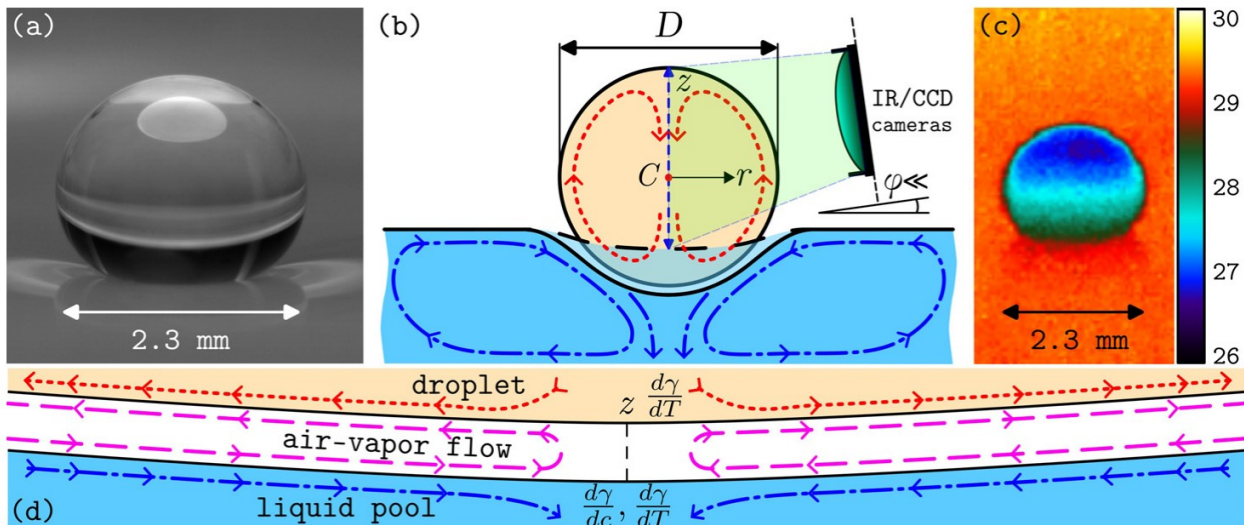 (a)
2.3 mm
(b)
D
z
C
r
IR/CCD
cameras
φ≪
(c)
2.3 mm
30
29
28
27
26
droplet
z dγ/dT
air-vapor flow
liquid pool
dγ/dc, dγ/dT
(d)